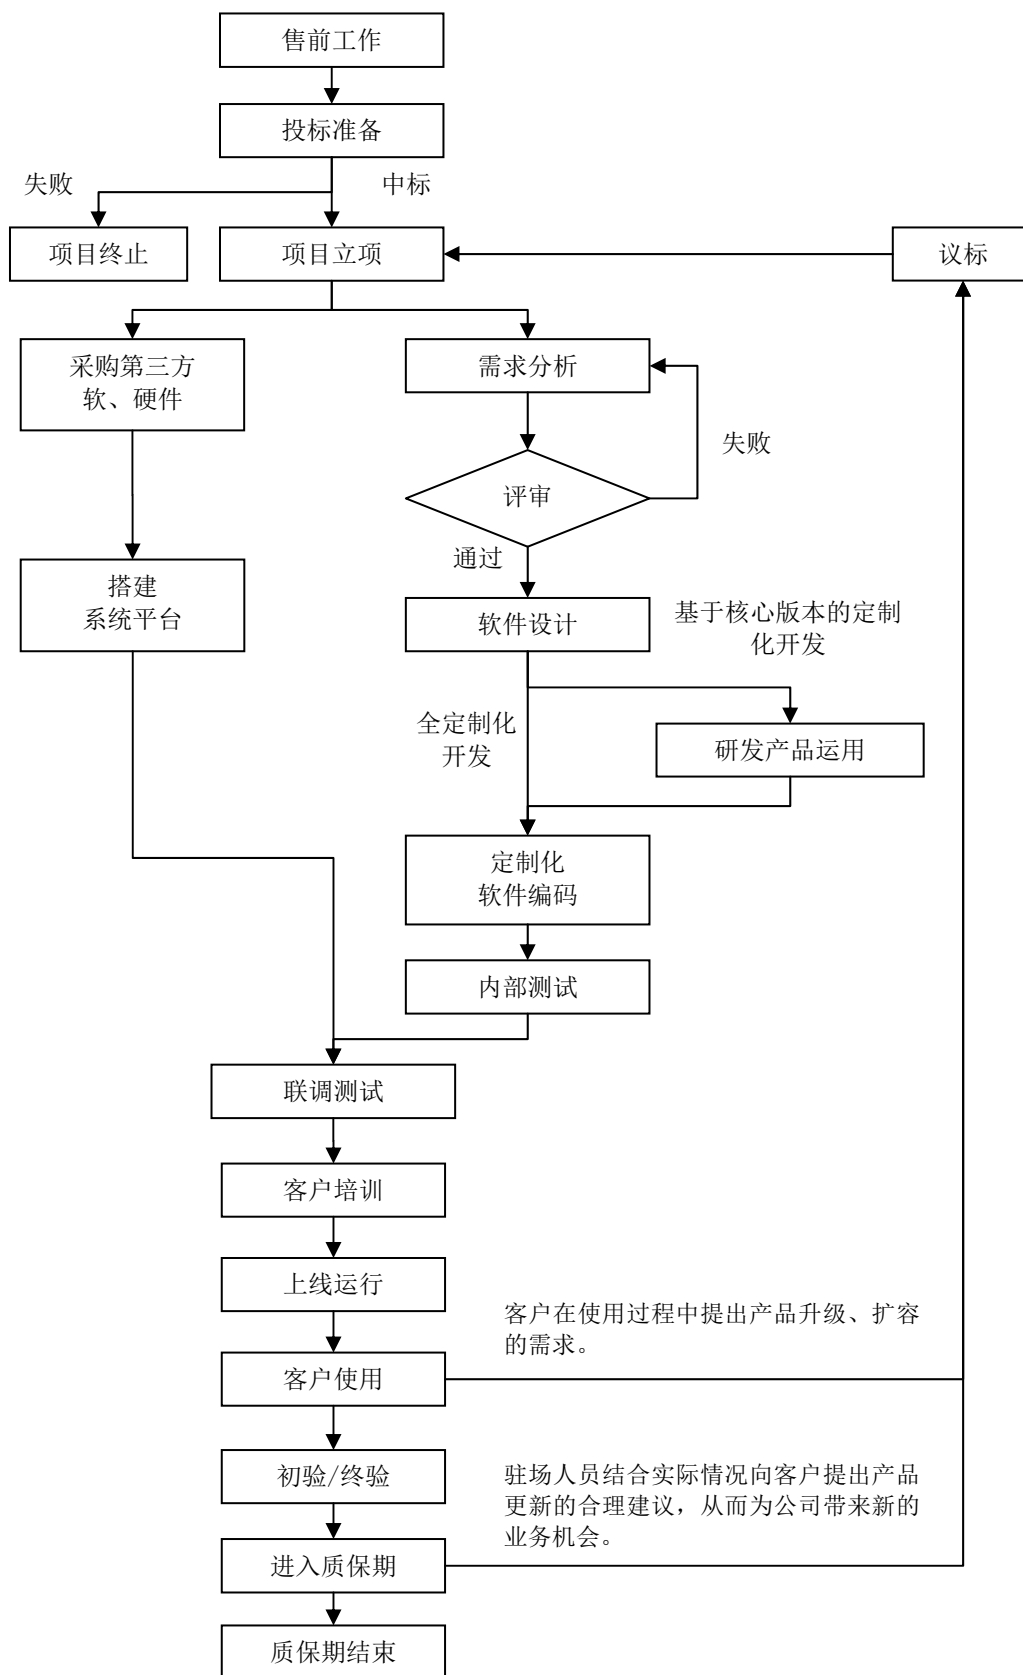 售前工作
投标准备
失败
中标
项目终止
项目立项
议标
采购第三方
软、硬件
需求分析
失败
评审
通过
搭建
系统平台
软件设计
基于核心版本的定制
化开发
全定制化
开发
研发产品运用
定制化
软件编码
内部测试
联调测试
客户培训
上线运行
客户在使用过程中提出产品升级、扩容
的需求。
客户使用
初验/终验
驻场人员结合实际情况向客户提出产品
更新的合理建议，从而为公司带来新的
业务机会。
进入质保期
质保期结束